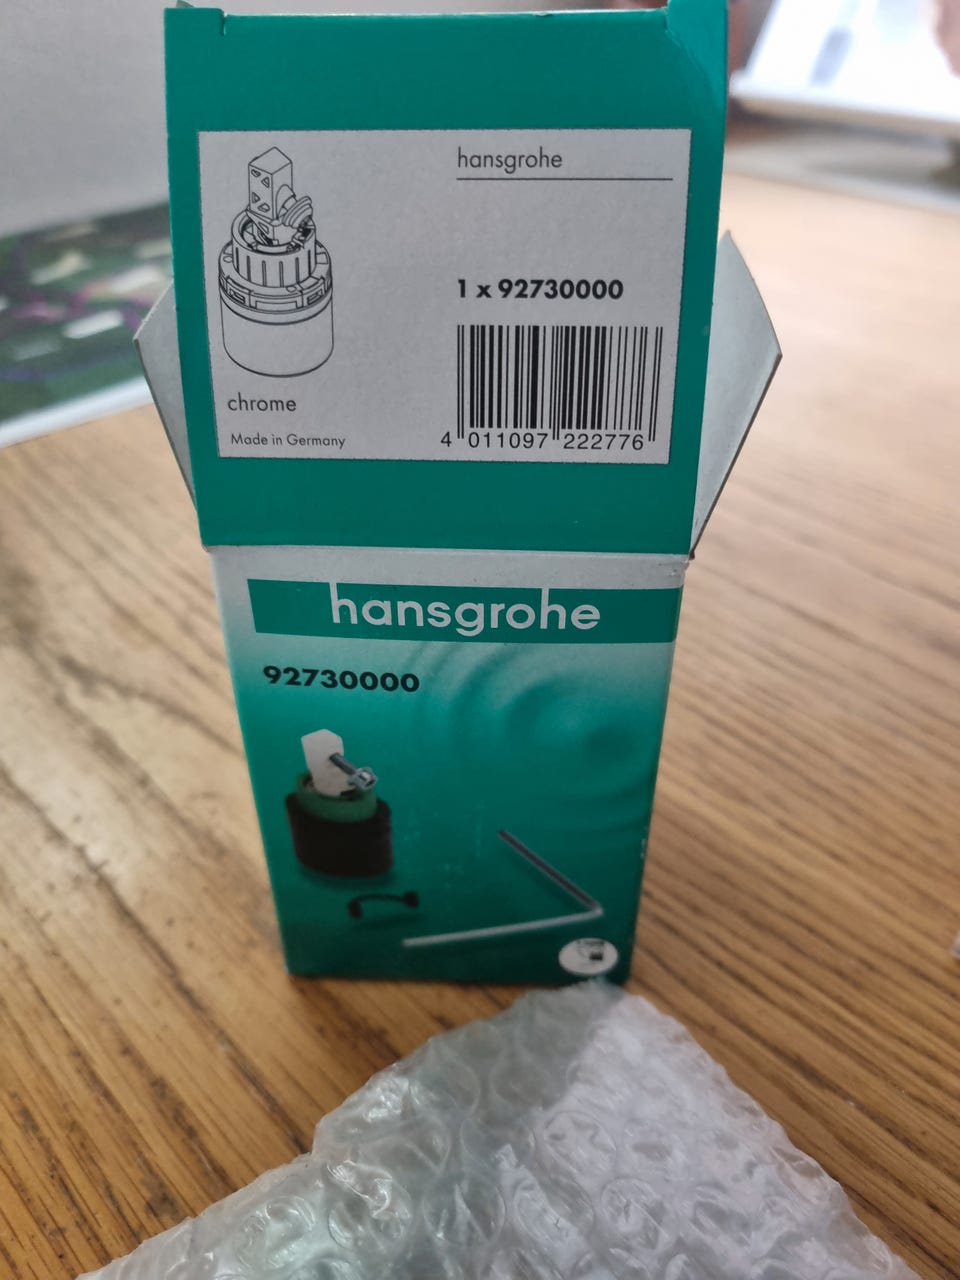 hansgrohe
1 x 92730000
chrome
Made in Germany
4 011097 222776
hansgrohe
92730000